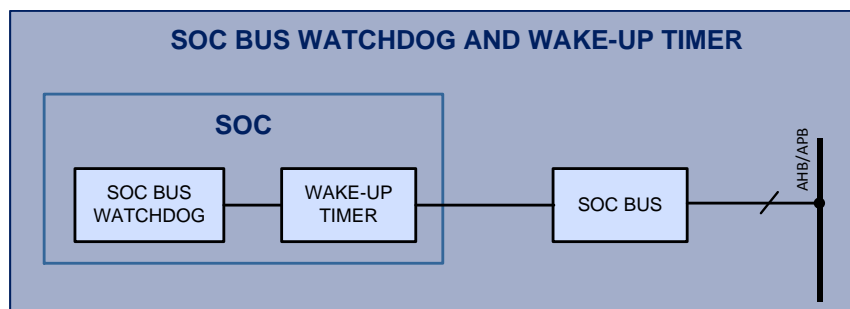 SOC BUS WATCHDOG AND WAKE-UP TIMER
SOC
SOC BUS
WATCHDOG
WAKE-UP
TIMER
SOC BUS
AHB/APB